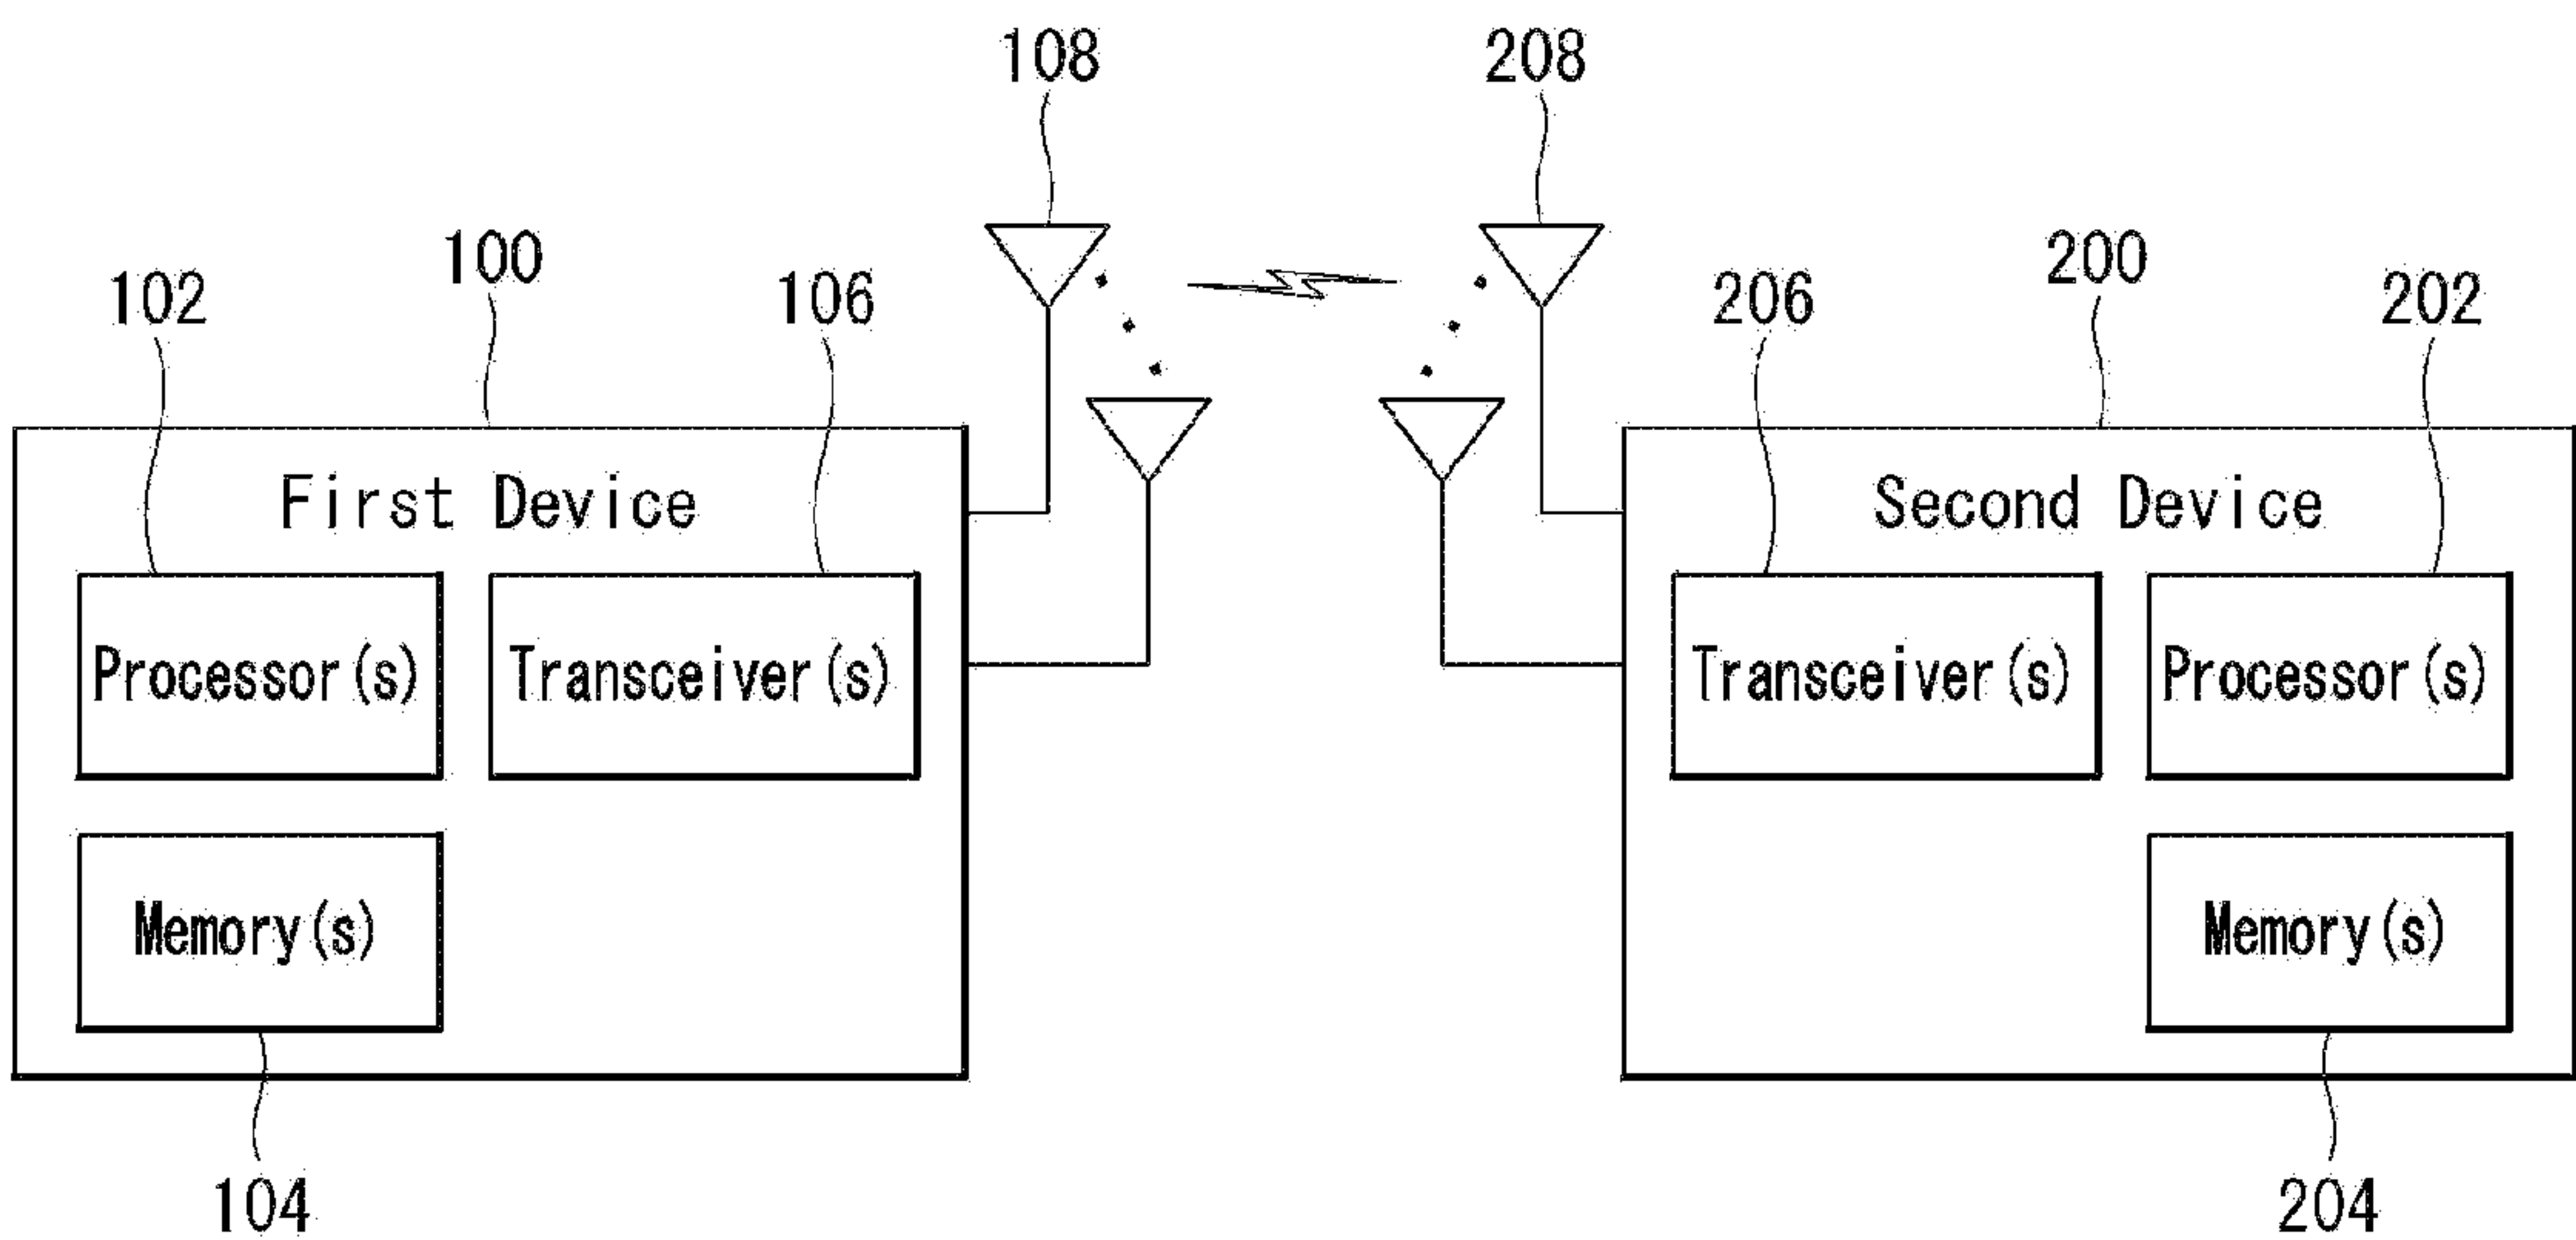 108
208
100
200
102
106
206
202
First Device
Second Device
Processor(s)
Transceiver(s)
Transceiver(s)
Processor(s)
Memory(s)
Memory(s)
104
204